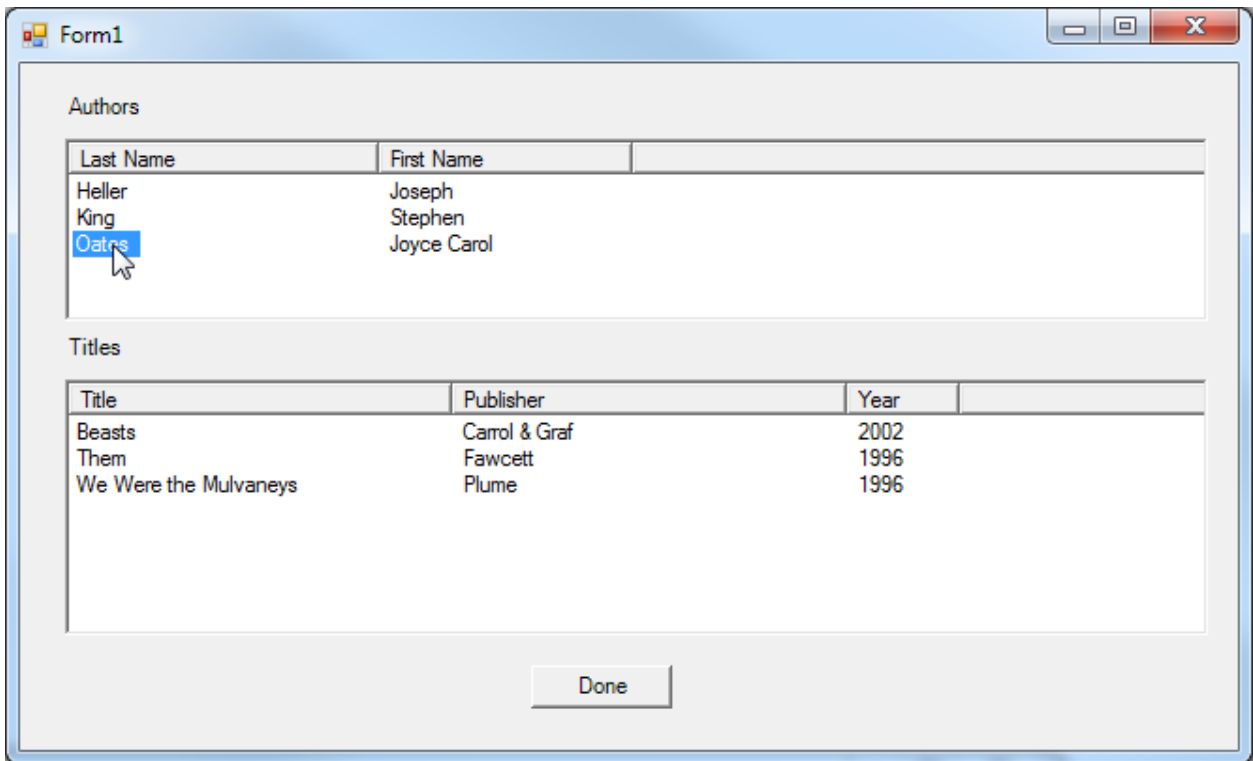 Form1
Authors
Last Name First Name
Heller Joseph
King Stephen
Oates Joyce Carol
Titles
Title Publisher Year
Beasts Carrol & Graf 2002
Them Fawcett 1996
We Were the Mulvaneys Plume 1996
Done